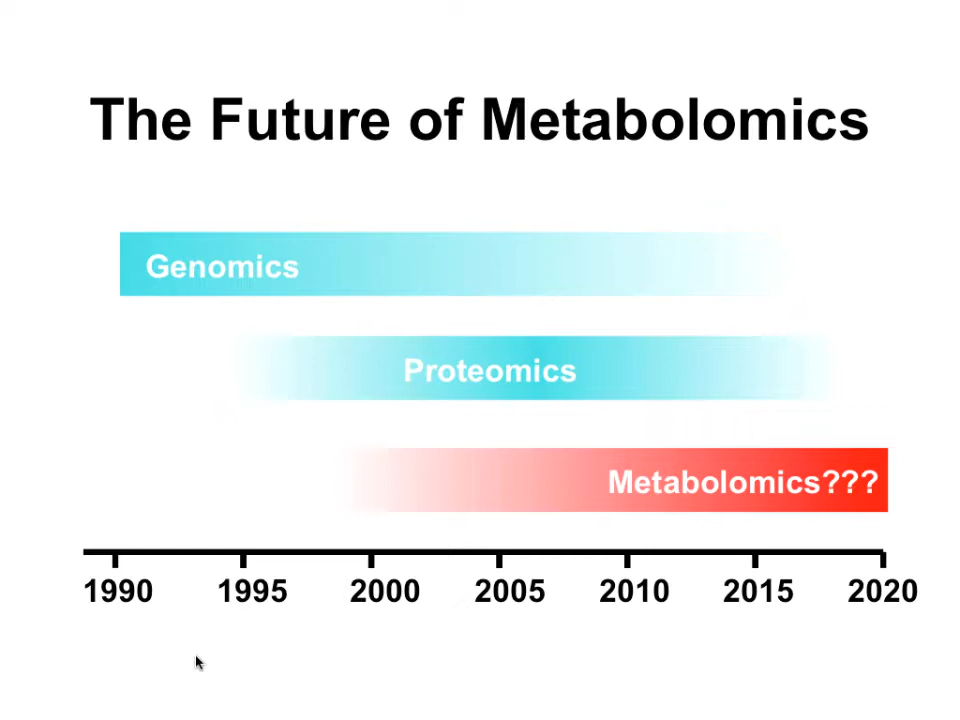 The Future of Metabolomics
Genomics
Proteomics
Metabolomics???
1990 1995 2000 2005 2010 2015 2020